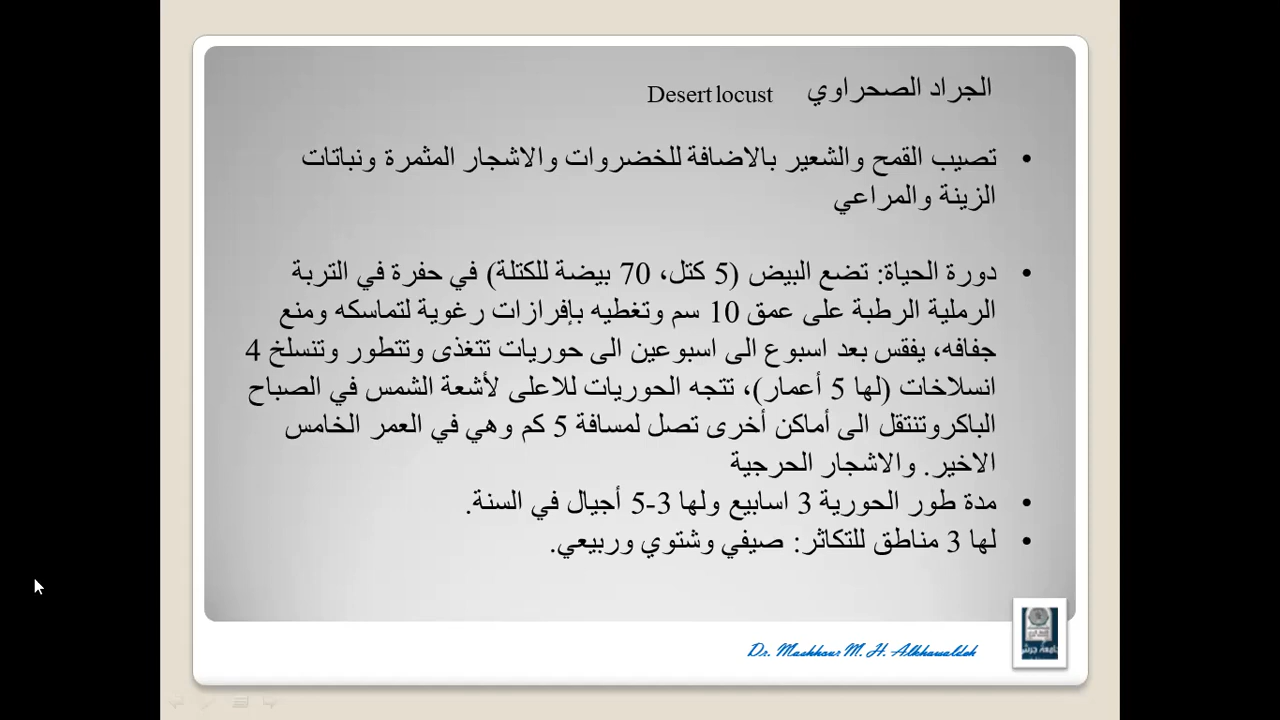 الجراد الصحراوي Desert locust
• تصيب القمح والشعير بالاضافة للخضروات والاشجار المثمرة ونباتات
الزينة والمراعي
• دورة الحياة: تضع البيض (5 كتل، 70 بيضة للكتلة) في حفرة في التربة
الرملية الرطبة على عمق 10 سم وتغطيه بإفرازات رغوية لتماسكه ومنع
جفافه، يفقس بعد اسبوع الى اسبوعين الى حوريات تتغذى وتتطور وتنسلخ 4
انسلاخات (لها 5 أعمار)، تتجه الحوريات للاعلى لأشعة الشمس في الصباح
الباكروتنتقل الى أماكن أخرى تصل لمسافة 5 كم وهي في العمر الخامس
الاخير. والاشجار الحرجية
• مدة طور الحورية 3 اسابيع ولها 3-5 أجيال في السنة.
• لها 3 مناطق للتكاثر: صيفي وشتوي وربيعي.
Dr. Mashhour M. H. Alkhawaldeh